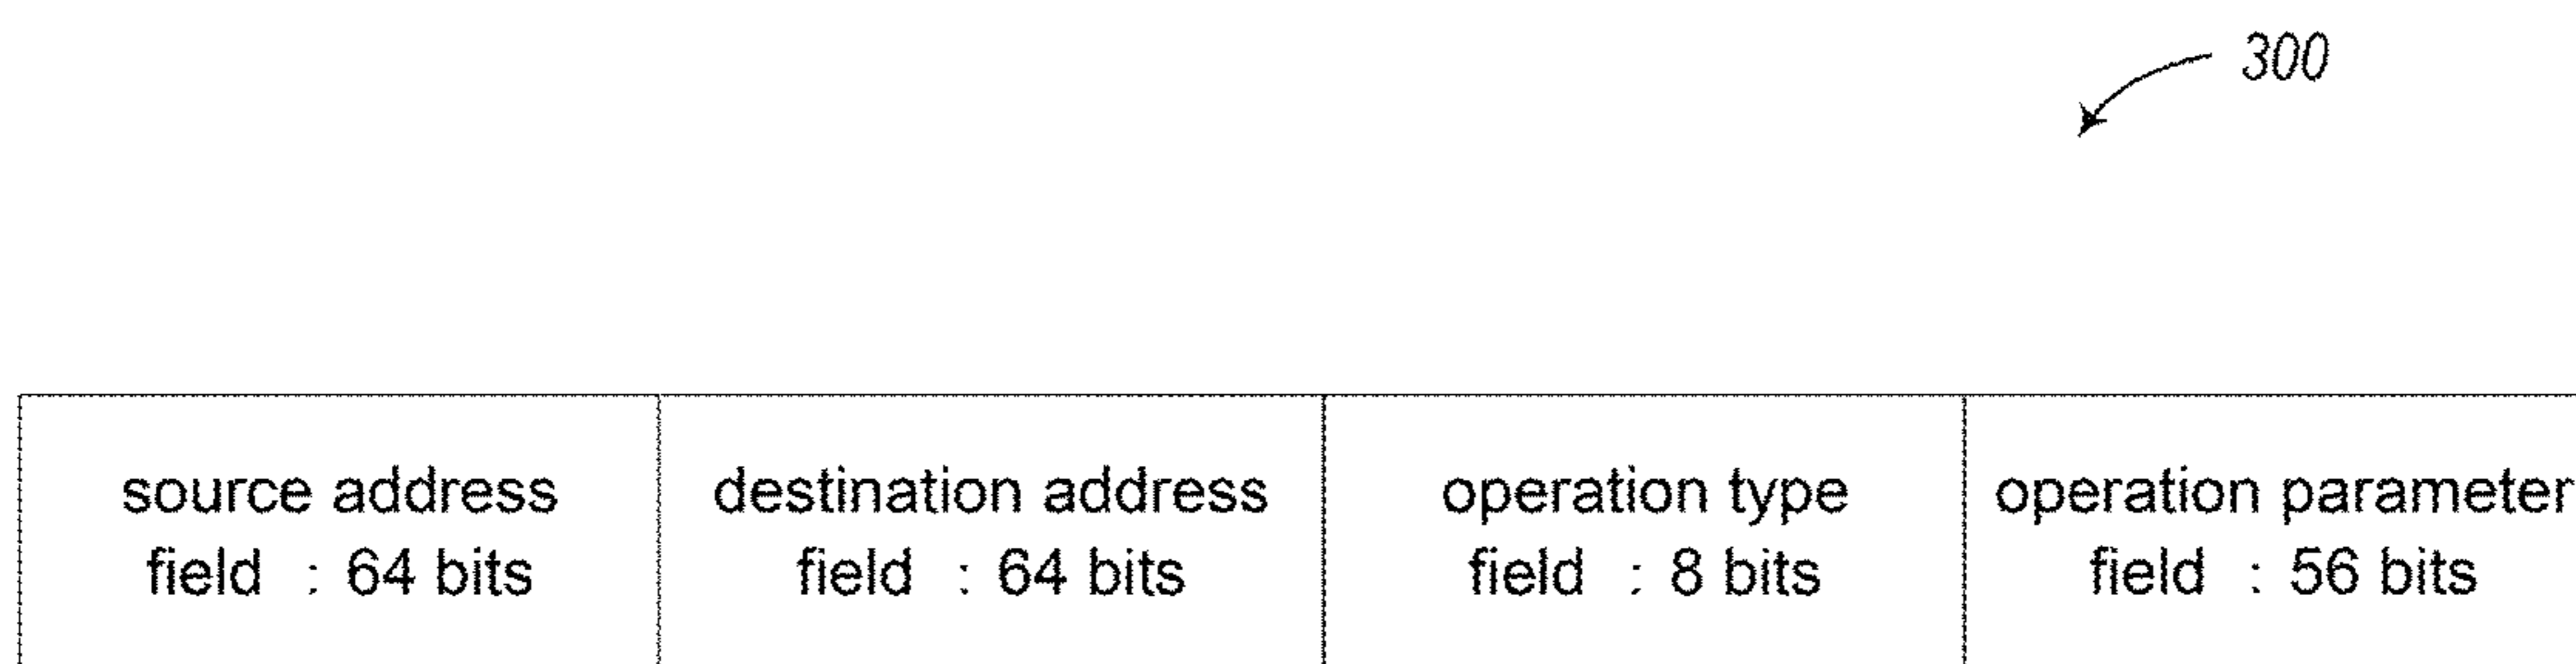 300
source address destination address operation type operation parameter
field : 64 bits field : 64 bits field : 8 bits field : 56 bits